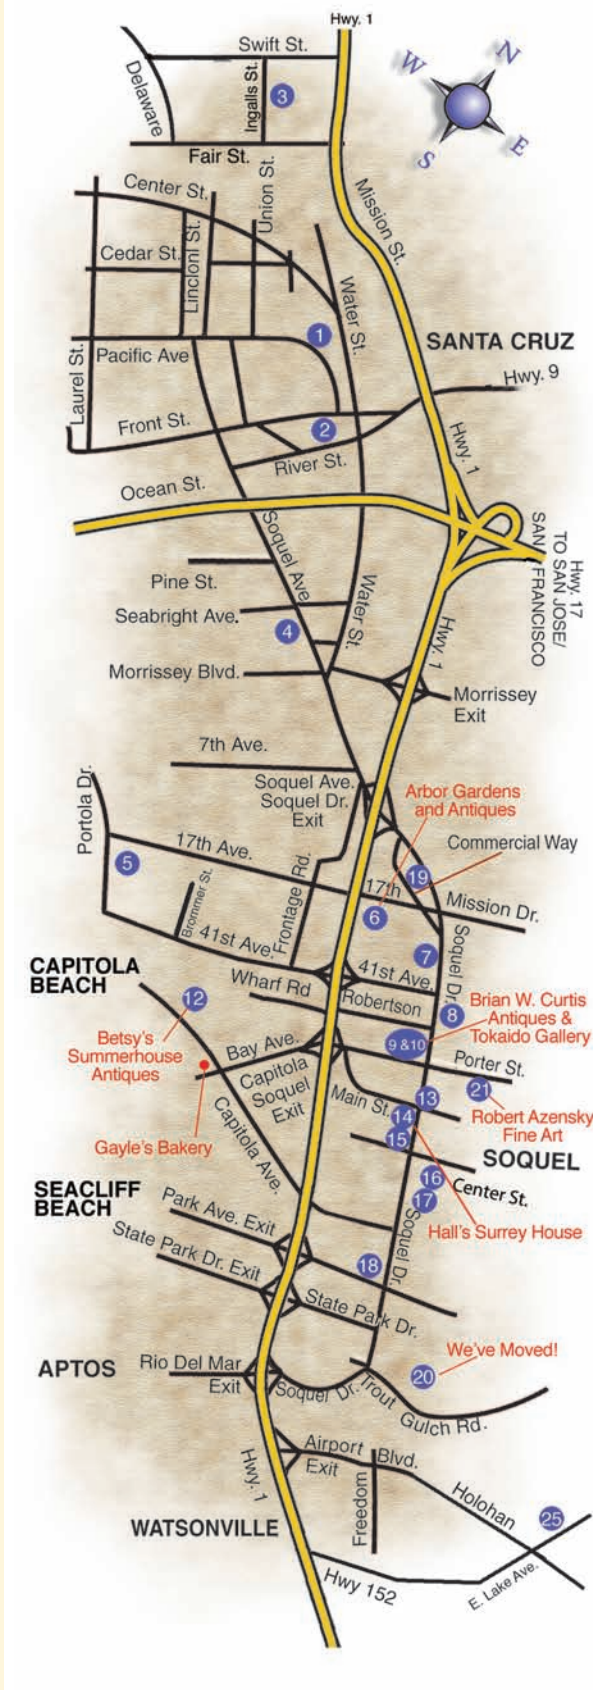 Hwy. 1
Swift St.
Delaware
Ingalls St.
3
W
N
S
E
Fair St.
Center St.
Union St.
Mission St.
Cedar St.
Linclonl St.
Water St.
1
SANTA CRUZ
Laurel St.
Pacific Ave
Hwy. 9
Front St.
2
Hwy. 1
River St.
Ocean St.
Soquel Ave
Hwy. 17
TO SAN JOSE/
SAN FRANCISCO
Pine St.
Water St.
Seabright Ave.
4
Hwy. 1
Morrissey Blvd.
Morrissey
Exit
7th Ave.
Soquel Ave.
Soquel Dr.
Exit
Arbor Gardens
and Antiques
Portola Dr.
17th Ave.
Commercial Way
5
19
Brommer St.
Frontage Rd.
17th
6
Mission Dr.
41st Ave.
7
Soquel Dr.
CAPITOLA
BEACH
41st Ave.
Wharf Rd
Robertson
12
8
Brian W. Curtis
Antiques &
Tokaido Gallery
Betsy's
Summerhouse
Antiques
Bay Ave.
9 &10
Porter St.
Capitola
Soquel
Exit
Main St.
13
21
Gayle's Bakery
14
Robert Azensky
Fine Art
Capitola Ave.
15
SOQUEL
SEACLIFF
BEACH
16
Center St.
17
Park Ave. Exit
Soquel Dr.
Hall's Surrey House
State Park Dr. Exit
18
State Park Dr.
We've Moved!
APTOS
Rio Del Mar
Exit
20
Soquel Dr.
Trout Gulch Rd.
Hwy. 1
Airport Blvd.
Exit
Freedom
Holohan
25
WATSONVILLE
Hwy 152
E. Lake Ave.